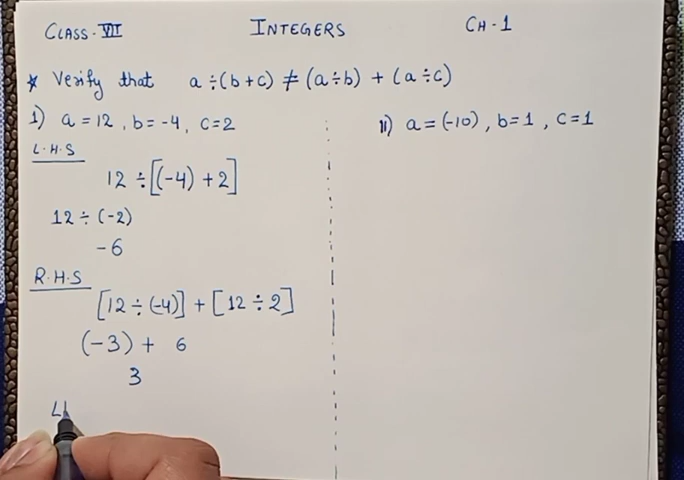 CLASS-VII INTEGERS CH-1
* Verify that a ÷ (b + c) ≠ (a ÷ b) + (a ÷ c)
I) a = 12, b = -4, c = 2
L.H.S
12 ÷ [(-4) + 2]
12 ÷ (-2)
-6
R.H.S
[12 ÷ (-4)] + [12 ÷ 2]
(-3) + 6
3
LH
II) a = (-10), b = 1, c = 1